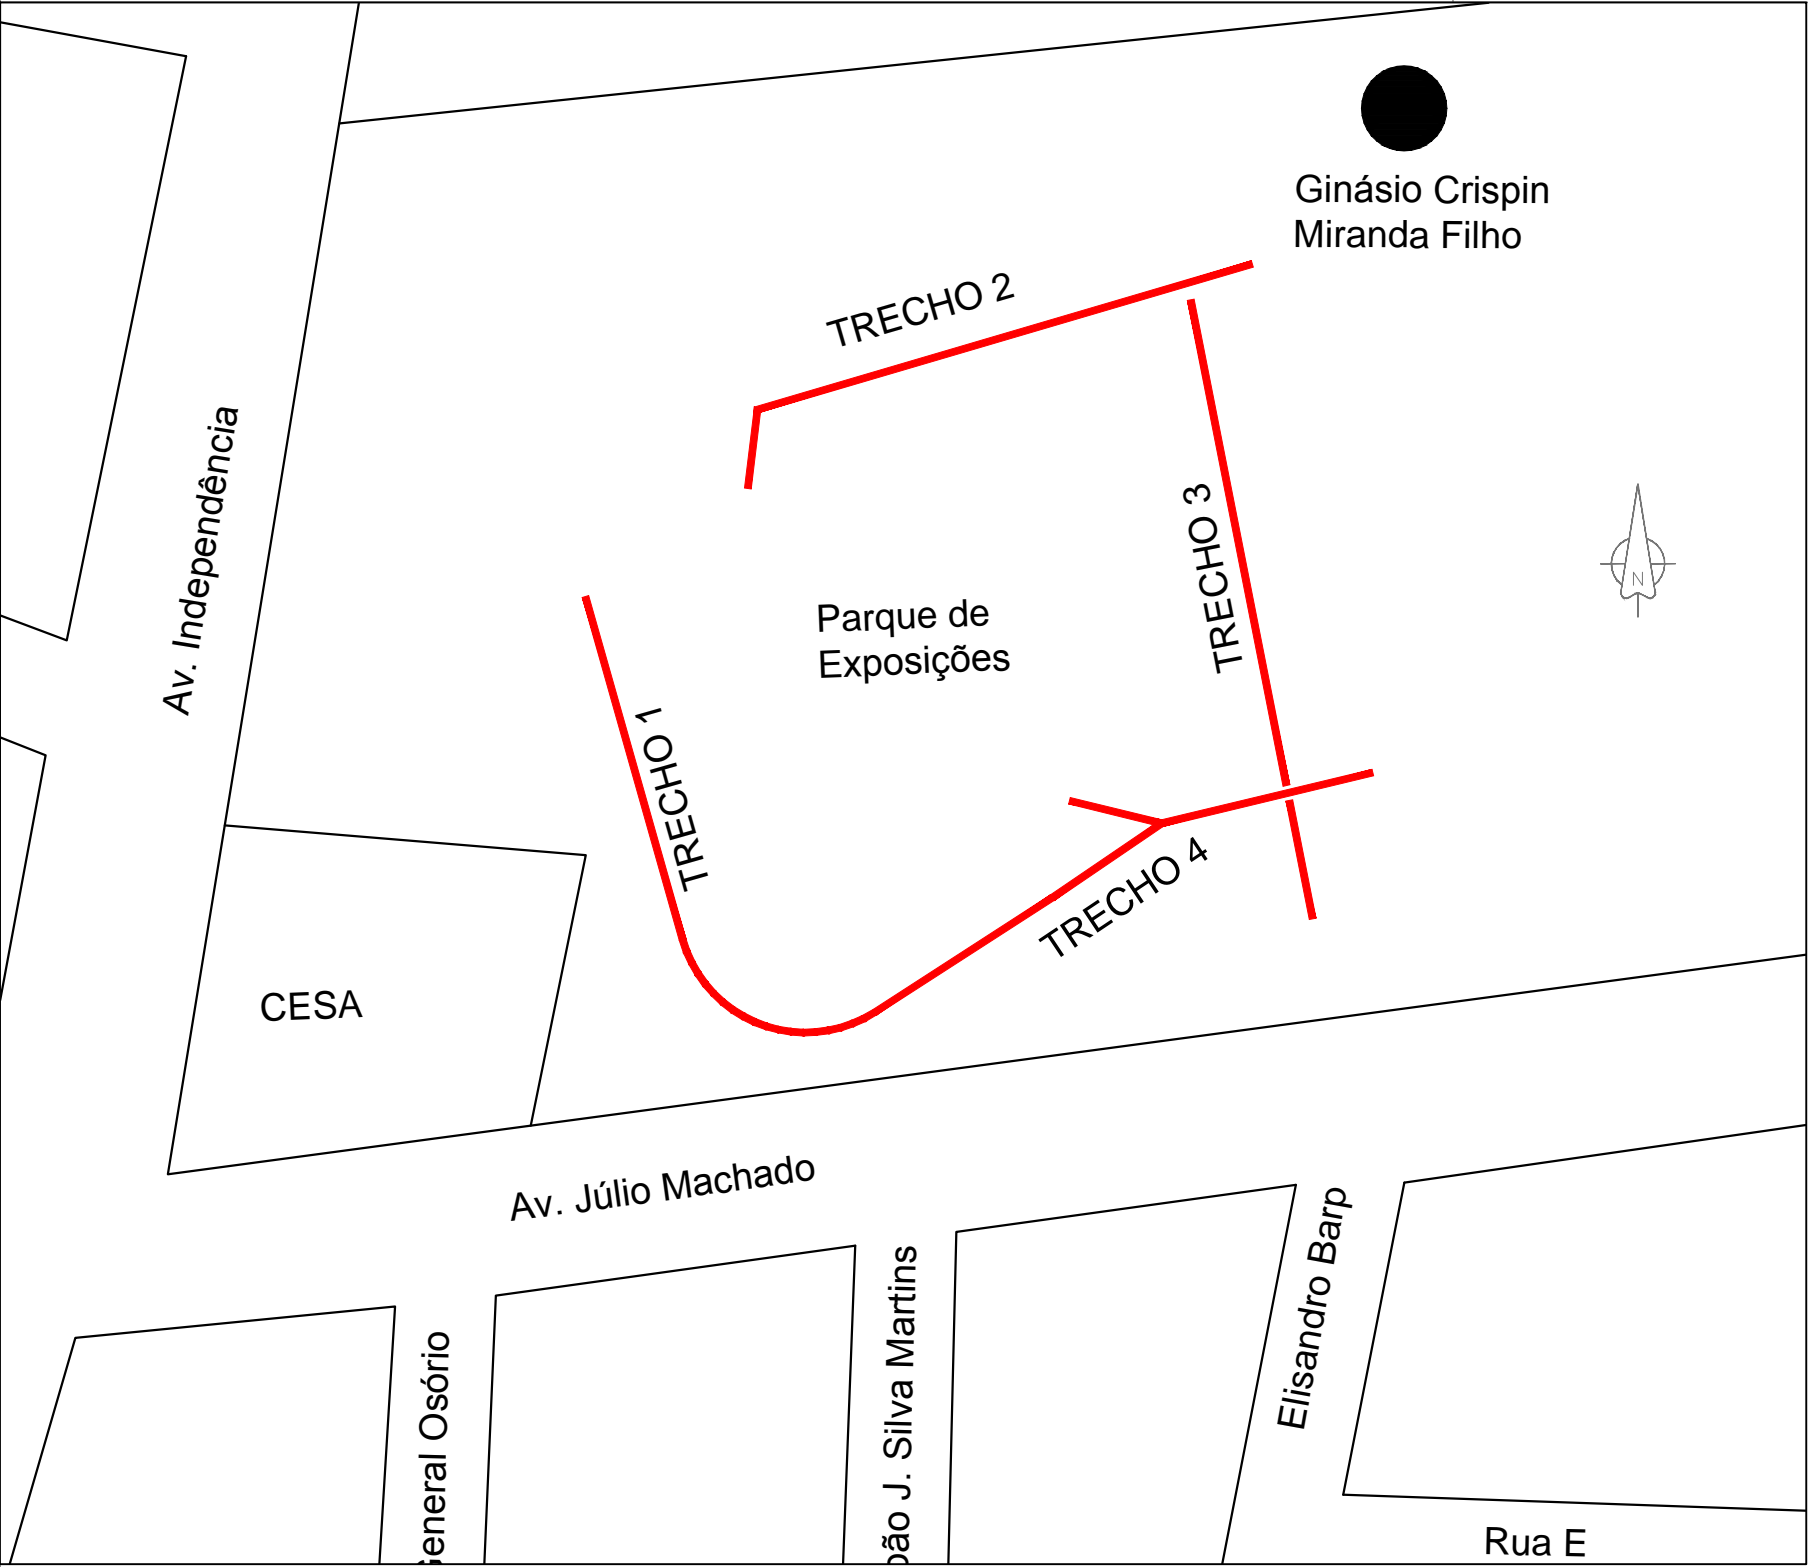 Ginásio Crispin
Miranda Filho
TRECHO 2
Av. Independência
TRECHO 3
N
Parque de
Exposições
TRECHO 1
TRECHO 4
CESA
Av. Júlio Machado
Elisandro Barp
J. Silva Martins
Osório
Rua E